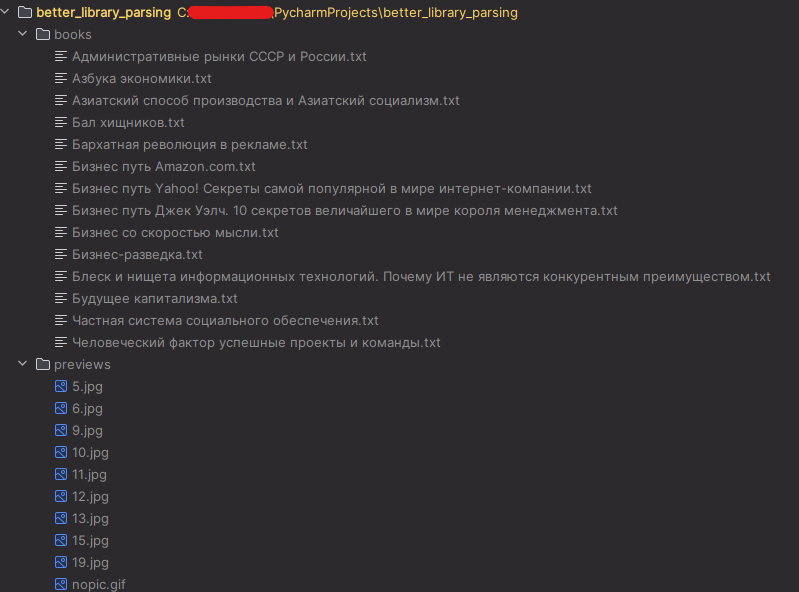 better_library_parsing C:\PycharmProjects\better_library_parsing
books
Административные рынки СССР и России.txt
Азбука экономики.txt
Азиатский способ производства и Азиатский социализм.txt
Бал хищников.txt
Бархатная революция в рекламе.txt
Бизнес путь Amazon.com.txt
Бизнес путь Yahoo! Секреты самой популярной в мире интернет-компании.txt
Бизнес путь Джек Уэлч. 10 секретов величайшего в мире короля менеджмента.txt
Бизнес со скоростью мысли.txt
Бизнес-разведка.txt
Блеск и нищета информационных технологий. Почему ИТ не являются конкурентным преимуществом.txt
Будущее капитализма.txt
Частная система социального обеспечения.txt
Человеческий фактор успешные проекты и команды.txt
previews
5.jpg
6.jpg
9.jpg
10.jpg
11.jpg
12.jpg
13.jpg
15.jpg
19.jpg
nopic.gif